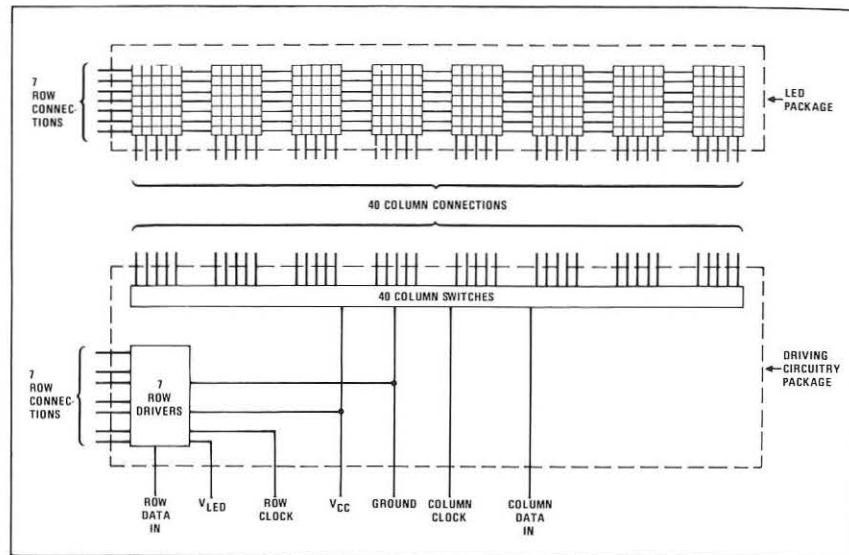 7
ROW
CONNEC-
TIONS
LED
PACKAGE
40 COLUMN CONNECTIONS
40 COLUMN SWITCHES
7
ROW
CONNEC-
TIONS
7
ROW
DRIVERS
DRIVING
CIRCUITRY
PACKAGE
ROW
DATA
IN
VLED
ROW
CLOCK
VCC
GROUND
COLUMN
CLOCK
COLUMN
DATA IN